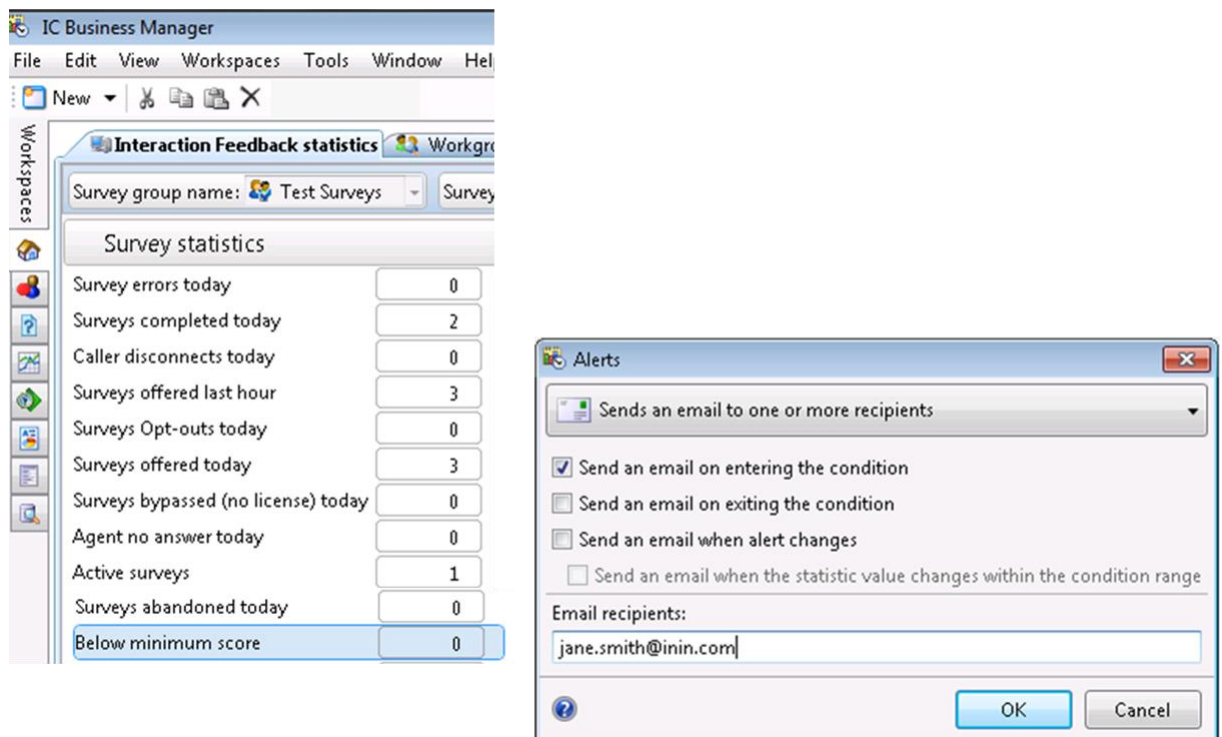 IC Business Manager
File Edit View Workspaces Tools Window Hel
New
Workspaces
Interaction Feedback statistics Workgr
Survey group name: Test Surveys Survey
Survey statistics
Survey errors today 0
Surveys completed today 2
Caller disconnects today 0
Surveys offered last hour 3
Surveys Opt-outs today 0
Surveys offered today 3
Surveys bypassed (no license) today 0
Agent no answer today 0
Active surveys 1
Surveys abandoned today 0
Below minimum score 0
Alerts
Sends an email to one or more recipients
Send an email on entering the condition
Send an email on exiting the condition
Send an email when alert changes
Send an email when the statistic value changes within the condition range
Email recipients:
jane.smith@inin.com
OK Cancel